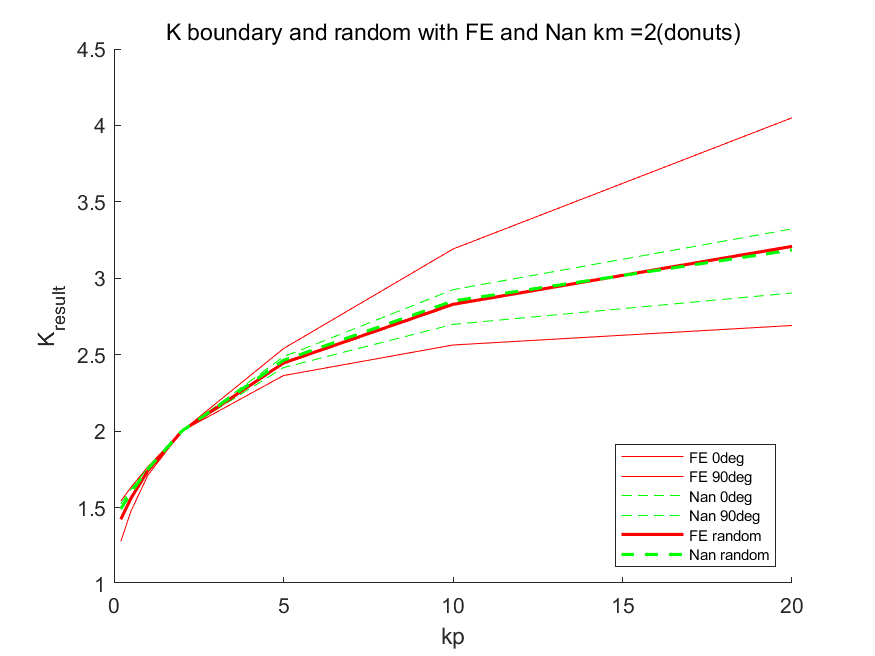 K boundary and random with FE and Nan km =2(donuts)
4.5
4
3.5
3
2.5
2
1.5
1
K_result
0 5 10 15 20
kp
FE 0deg
FE 90deg
Nan 0deg
Nan 90deg
FE random
Nan random